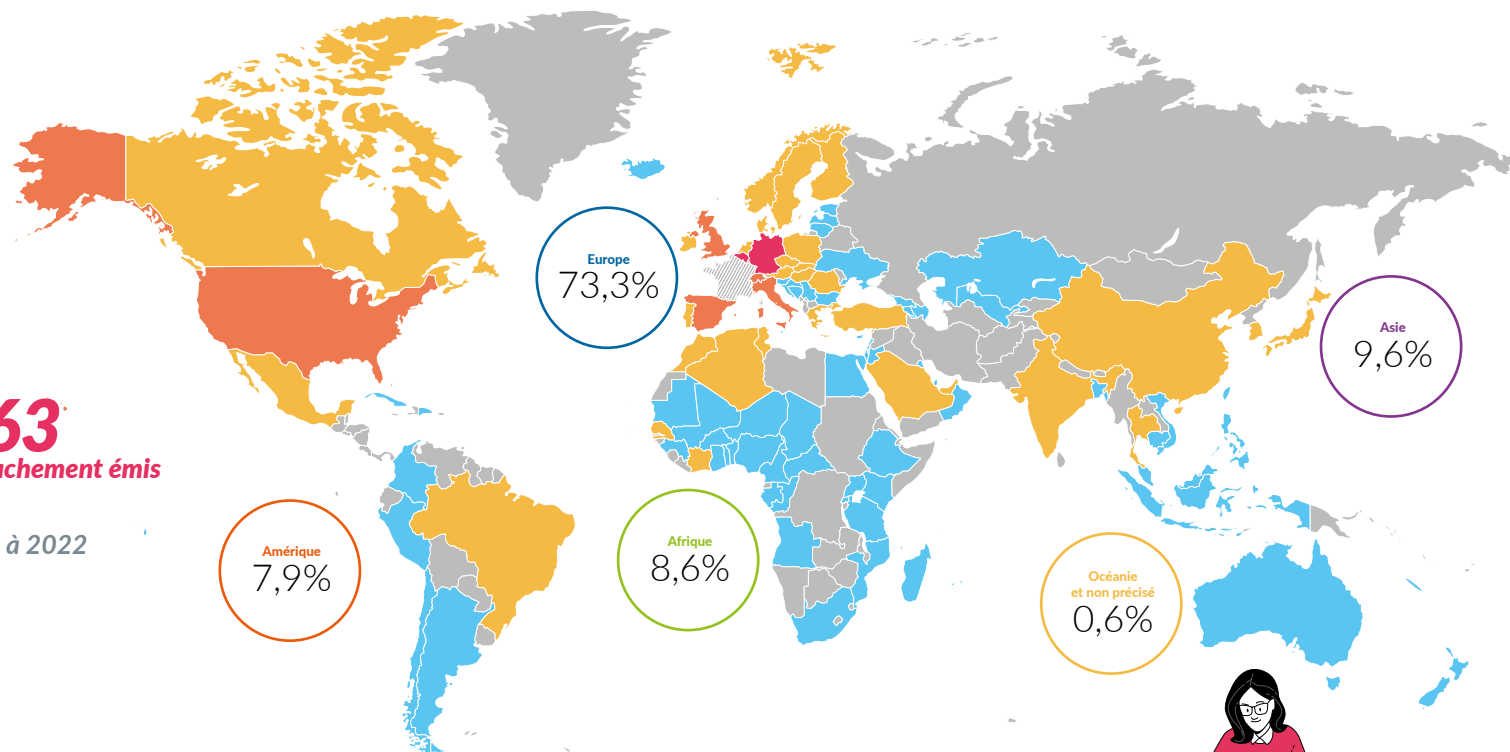 Europe
73,3%
Asie
9,6%
63*
achement émis
à 2022
Amérique
7,9%
Afrique
8,6%
Océanie
et non précisé
0,6%